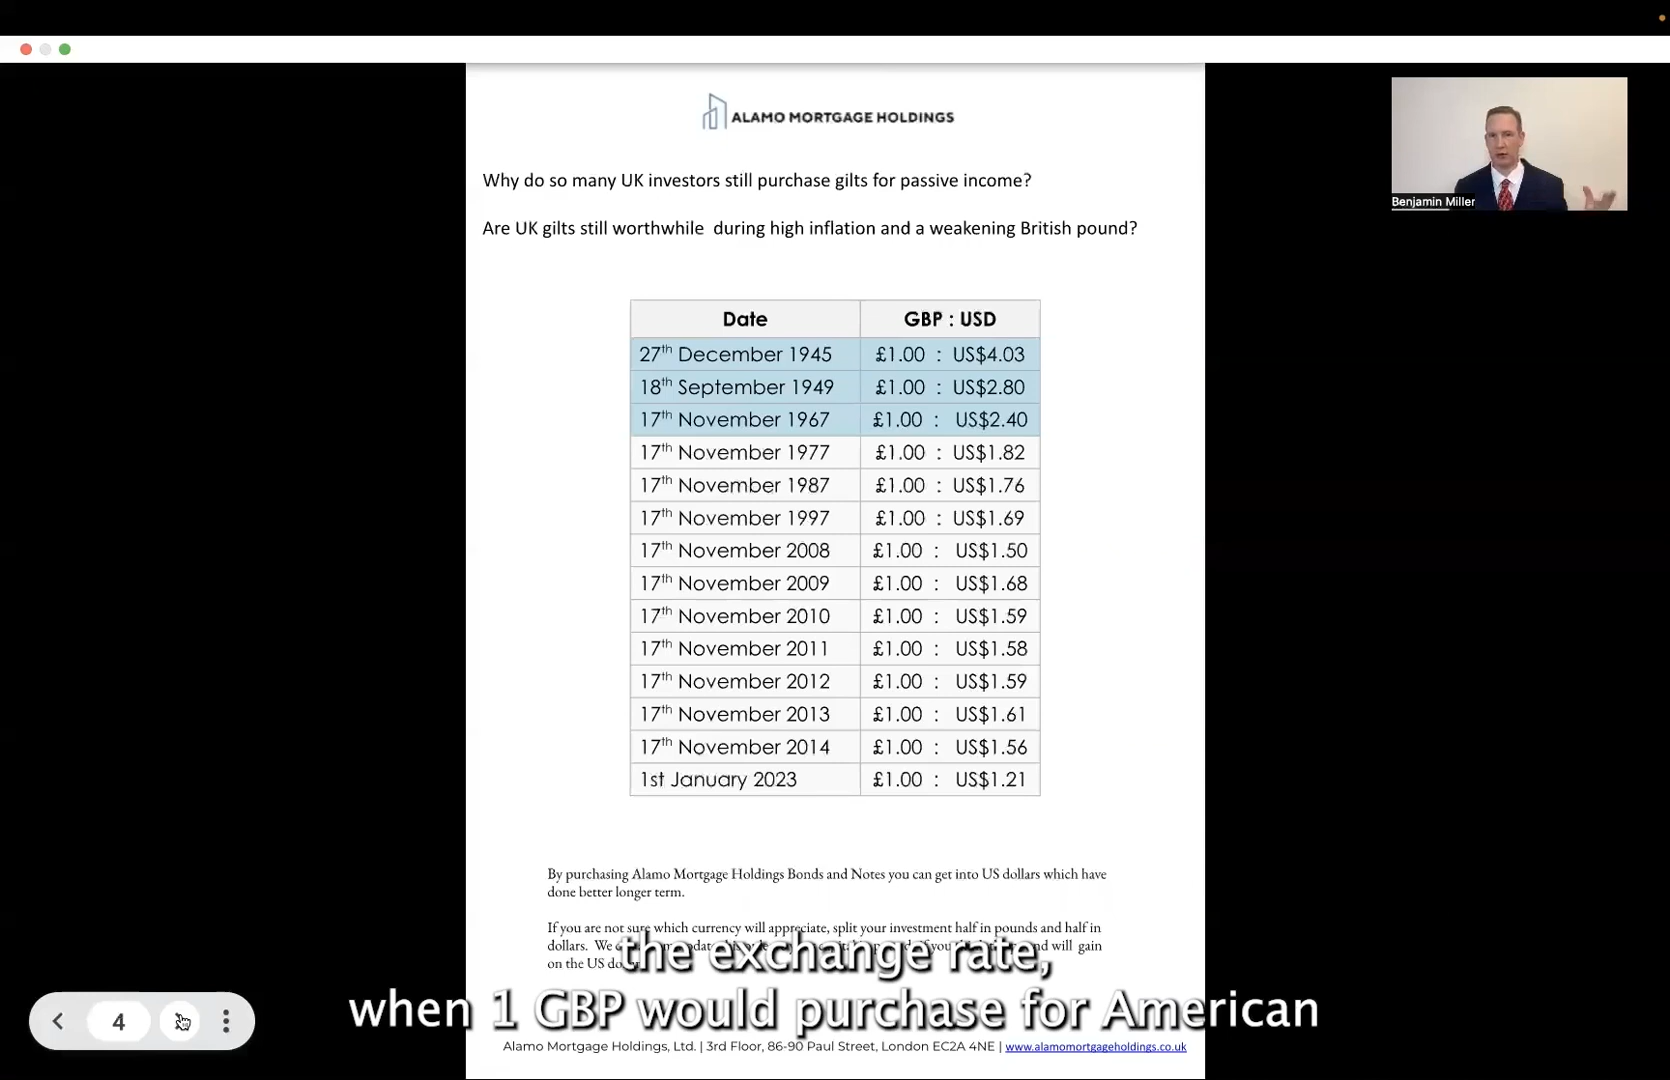 ALAMO MORTGAGE HOLDINGS
Why do so many UK investors still purchase gilts for passive income?
Benjamin Miller
Are UK gilts still worthwhile during high inflation and a weakening British pound?
Date GBP : USD
27th December 1945 £1.00 : US$4.03
18th September 1949 £1.00 : US$2.80
17th November 1967 £1.00 : US$2.40
17th November 1977 £1.00 : US$1.82
17th November 1987 £1.00 : US$1.76
17th November 1997 £1.00 : US$1.69
17th November 2008 £1.00 : US$1.50
17th November 2009 £1.00 : US$1.68
17th November 2010 £1.00 : US$1.59
17th November 2011 £1.00 : US$1.58
17th November 2012 £1.00 : US$1.59
17th November 2013 £1.00 : US$1.61
17th November 2014 £1.00 : US$1.56
1st January 2023 £1.00 : US$1.21
By purchasing Alamo Mortgage Holdings Bonds and Notes you can get into US dollars which have
done better longer term.
If you are not sure which currency will appreciate, split your investment half in pounds and half in
dollars. We will gain
on the US
the exchange rate,
when 1 GBP would purchase for American
4
Alamo Mortgage Holdings, Ltd. | 3rd Floor, 86-90 Paul Street, London EC2A 4NE | www.alamomortgageholdings.co.uk